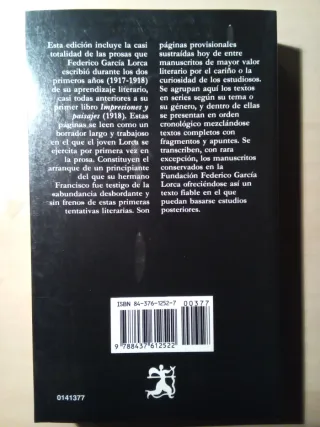 Esta edición incluye la casi
totalidad de las prosas que
Federico García Lorca
escribió durante los dos
primeros años (1917-1918)
de su aprendizaje literario,
casi todas anteriores a su
primer libro Impresiones y
paisajes (1918). Estas
páginas se leen como un
borrador largo y trabajoso
en el que el joven Lorca se
ejercita por primera vez en
la prosa. Constituyen el
arranque de un principiante
del que su hermano
Francisco fue testigo de la
«abundancia desbordante y
sin freno» de estas primeras
tentativas literarias. Son
páginas provisionales
sustraídas hoy de entre
manuscritos de mayor valor
literario por el cariño o la
curiosidad de los estudiosos.
Se agrupan aquí los textos
en series según su tema o
su género, y dentro de ellas
se presentan en orden
cronológico mezclándose
textos completos con
fragmentos y apuntes. Se
transcriben, con rara
excepción, los manuscritos
conservados en la
Fundación Federico García
Lorca ofreciéndose así un
texto fiable en el que
puedan basarse estudios
posteriores.
ISBN 84-376-1252-7
00377
9 788437 612522
0141377